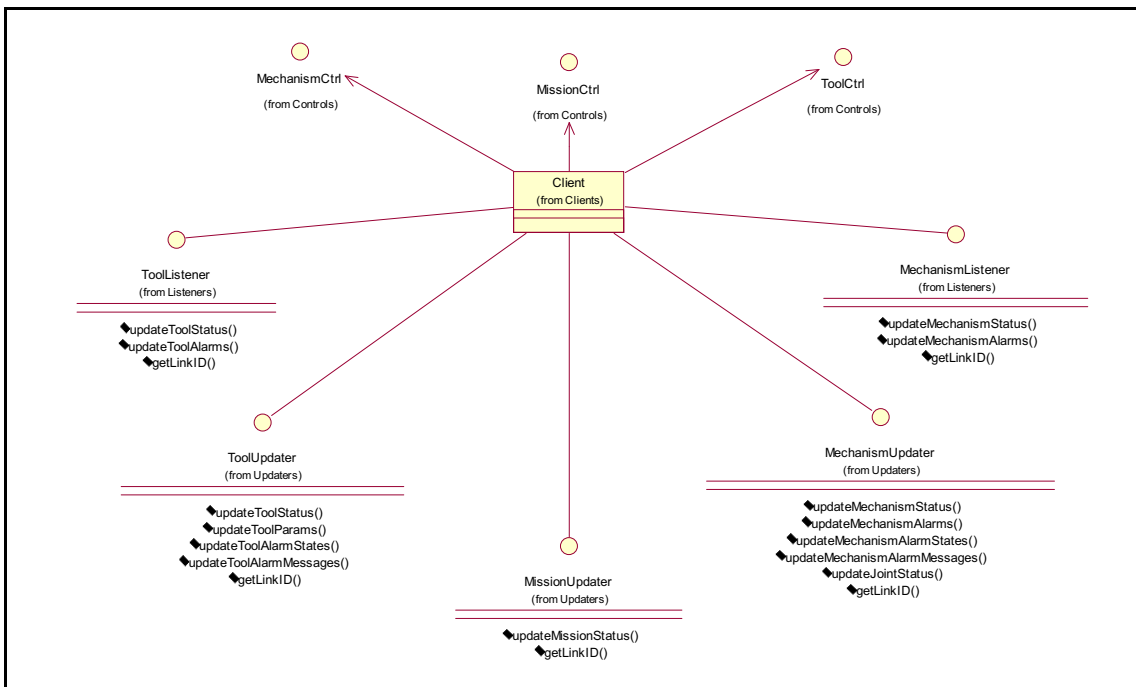 MechanismCtrl
(from Controls)
MissionCtrl
(from Controls)
ToolCtrl
(from Controls)
Client
(from Clients)
ToolListener
(from Listeners)
updateToolStatus()
updateToolAlarms()
getLinkID()
MechanismListener
(from Listeners)
updateMechanismStatus()
updateMechanismAlarms()
getLinkID()
ToolUpdater
(from Updaters)
updateToolStatus()
updateToolParams()
updateToolAlarmStates()
updateToolAlarmMessages()
getLinkID()
MissionUpdater
(from Updaters)
updateMissionStatus()
getLinkID()
MechanismUpdater
(from Updaters)
updateMechanismStatus()
updateMechanismAlarms()
updateMechanismAlarmStates()
updateMechanismAlarmMessages()
updateJointStatus()
getLinkID()